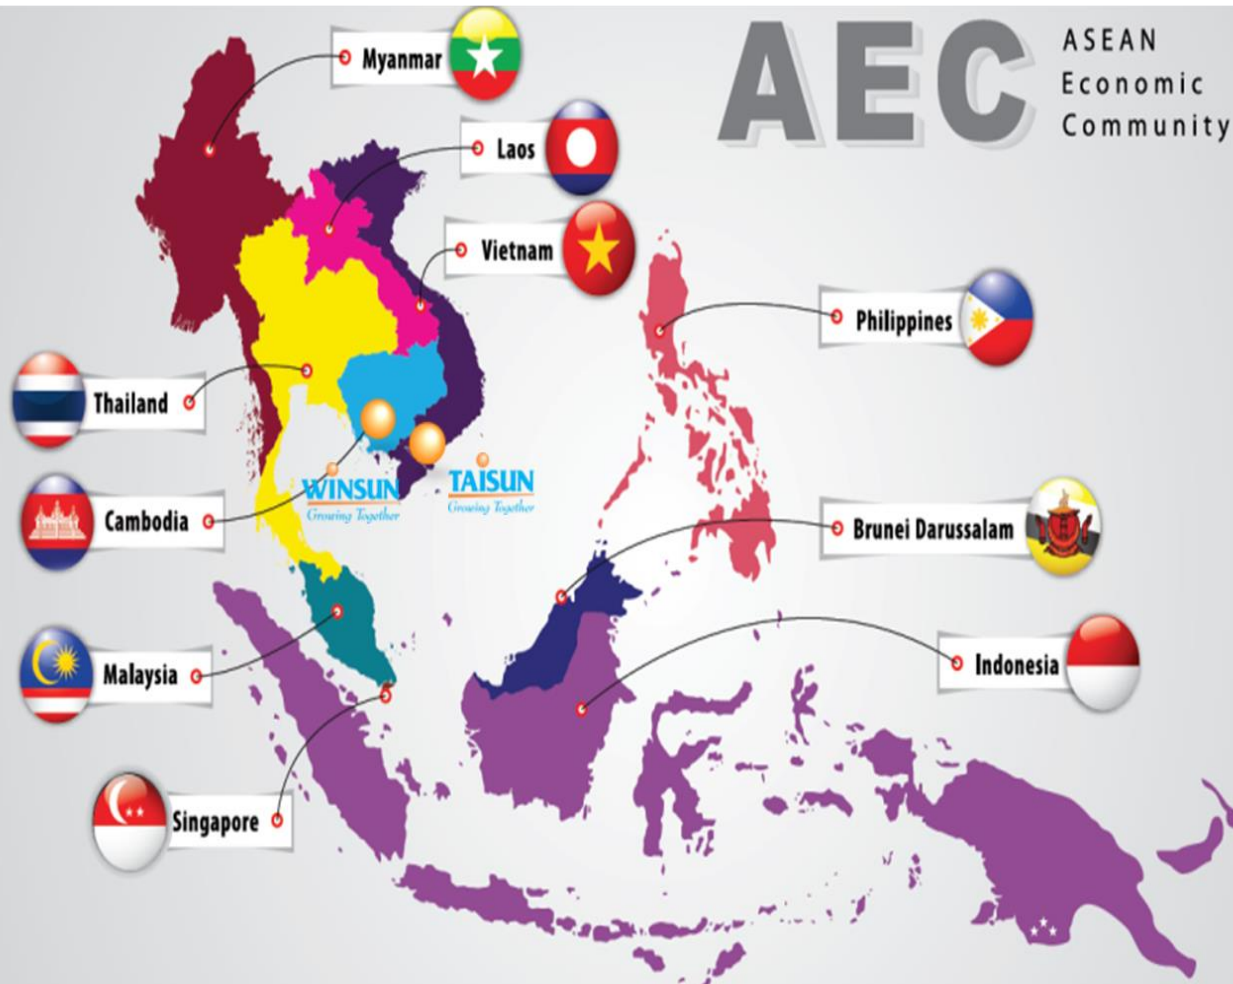 AEC
ASEAN
Economic
Community
Myanmar
Laos
Vietnam
Philippines
Thailand
WINSUN
Growing Together
TAISUN
Growing Together
Cambodia
Brunei Darussalam
Malaysia
Indonesia
Singapore